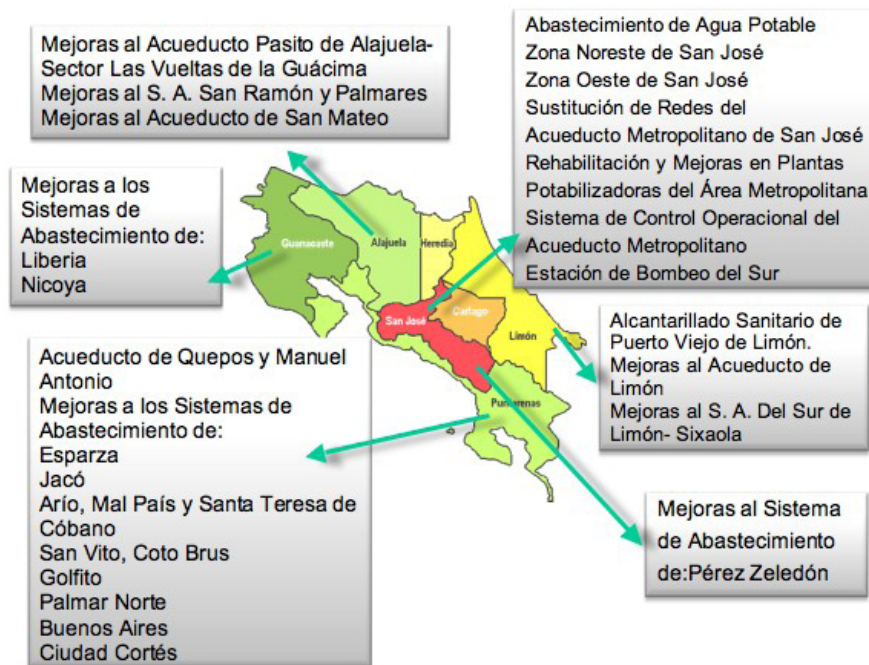 Mejoras al Acueducto Pasito de Alajuela-
Sector Las Vueltas de la Guácima
Mejoras al S. A. San Ramón y Palmares
Mejoras al Acueducto de San Mateo
Abastecimiento de Agua Potable
Zona Noreste de San José
Zona Oeste de San José
Sustitución de Redes del
Acueducto Metropolitano de San José
Rehabilitación y Mejoras en Plantas
Potabilizadoras del Área Metropolitana
Sistema de Control Operacional del
Acueducto Metropolitano
Estación de Bombeo del Sur
Mejoras a los
Sistemas de
Abastecimiento de:
Liberia
Nicoya
Guanacaste
Alajuela
Heredia
San José
Cartago
Limón
Puntarenas
Alcantarillado Sanitario de
Puerto Viejo de Limón.
Mejoras al Acueducto de
Limón
Mejoras al S. A. Del Sur de
Limón- Sixaola
Acueducto de Quepos y Manuel
Antonio
Mejoras a los Sistemas de
Abastecimiento de:
Esparza
Jacó
Arío, Mal País y Santa Teresa de
Cóbano
San Vito, Coto Brus
Golfito
Palmar Norte
Buenos Aires
Ciudad Cortés
Mejoras al Sistema
de Abastecimiento
de:Pérez Zeledón